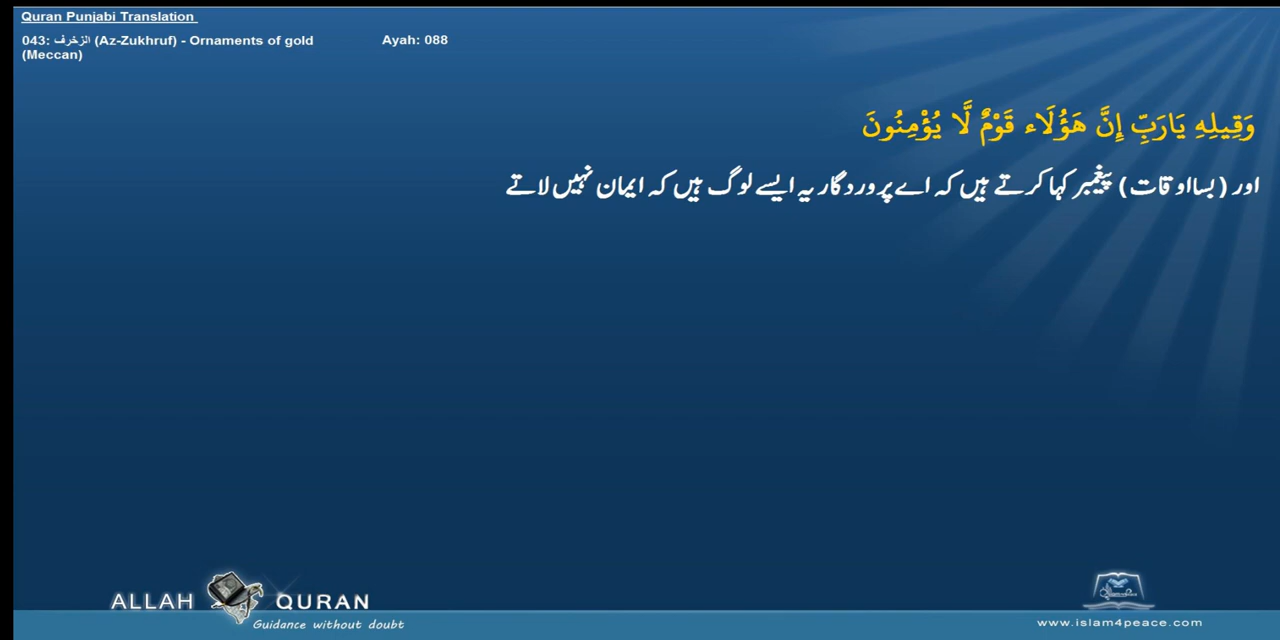 Quran Punjabi Translation
043: الزخرف (Az-Zukhruf) - Ornaments of gold (Meccan)
Ayah: 088
وَقِيلِهِ يَارَبِّ إِنَّ هَؤُلَاء قَوْمٌ لَّا يُؤْمِنُونَ
اور (بسااوقات) پیغمبر کہا کرتے ہیں کہ اے پروردگار یہ ایسے لوگ ہیں کہ ایمان نہیں لاتے
ALLAH QURAN
Guidance without doubt
www.islam4peace.com